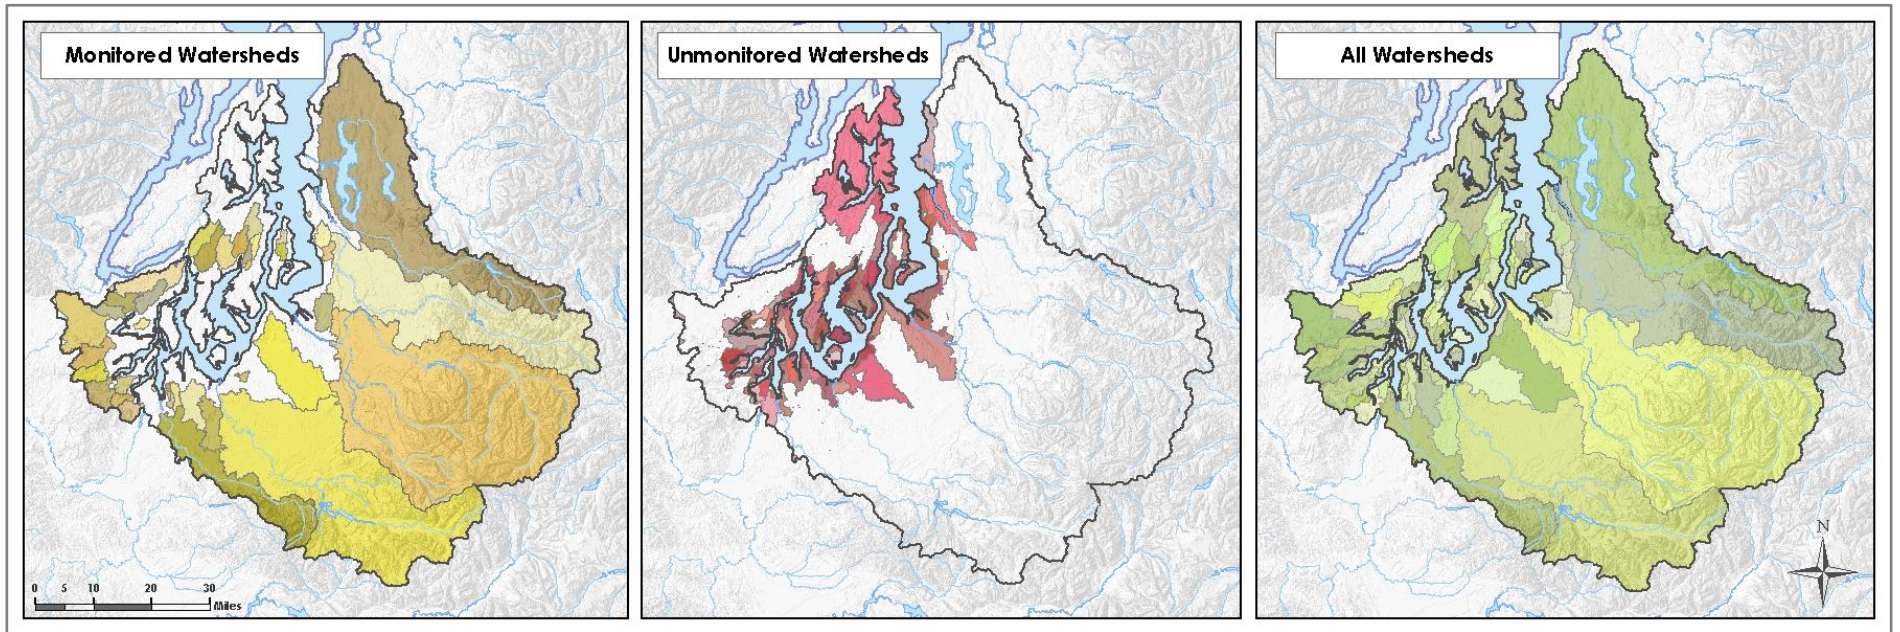 Monitored Watersheds
Unmonitored Watersheds
All Watersheds
N
0 5 10 20 30
Miles